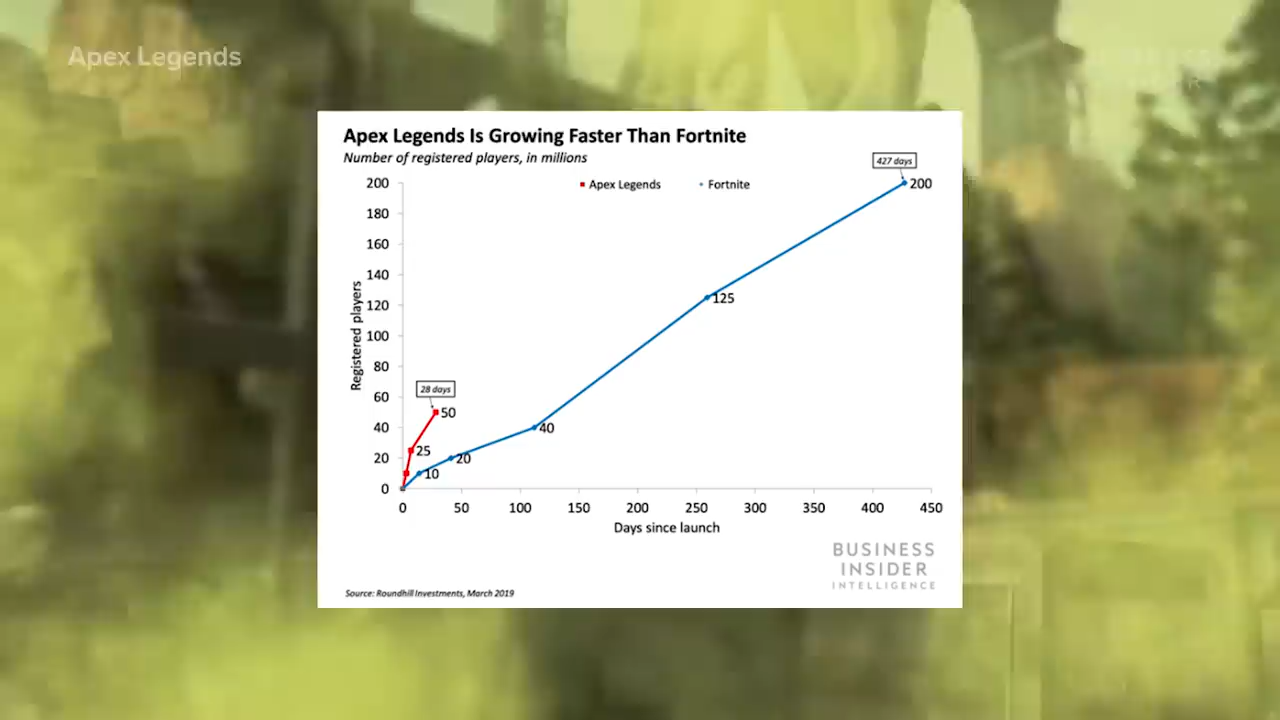 Apex Legends
Apex Legends Is Growing Faster Than Fortnite
Number of registered players, in millions
427 days
Apex Legends
Fortnite
200
200
180
160
140
125
120
100
80
Registered players
28 days
60
50
40
40
25
20
20
10
0
0 50 100 150 200 250 300 350 400 450
Days since launch
BUSINESS
INSIDER
INTELLIGENCE
Source: Roundhill Investments, March 2019